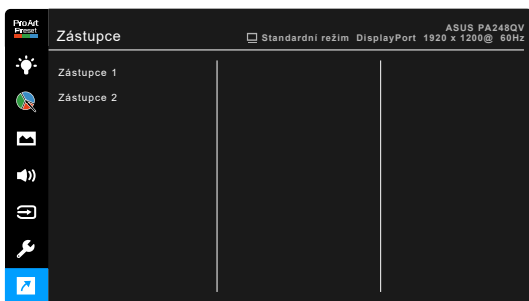 ProArt
Preset
Zástupce
ASUS PA248QV
Standardní režim DisplayPort 1920 x 1200@ 60Hz
Zástupce 1
Zástupce 2